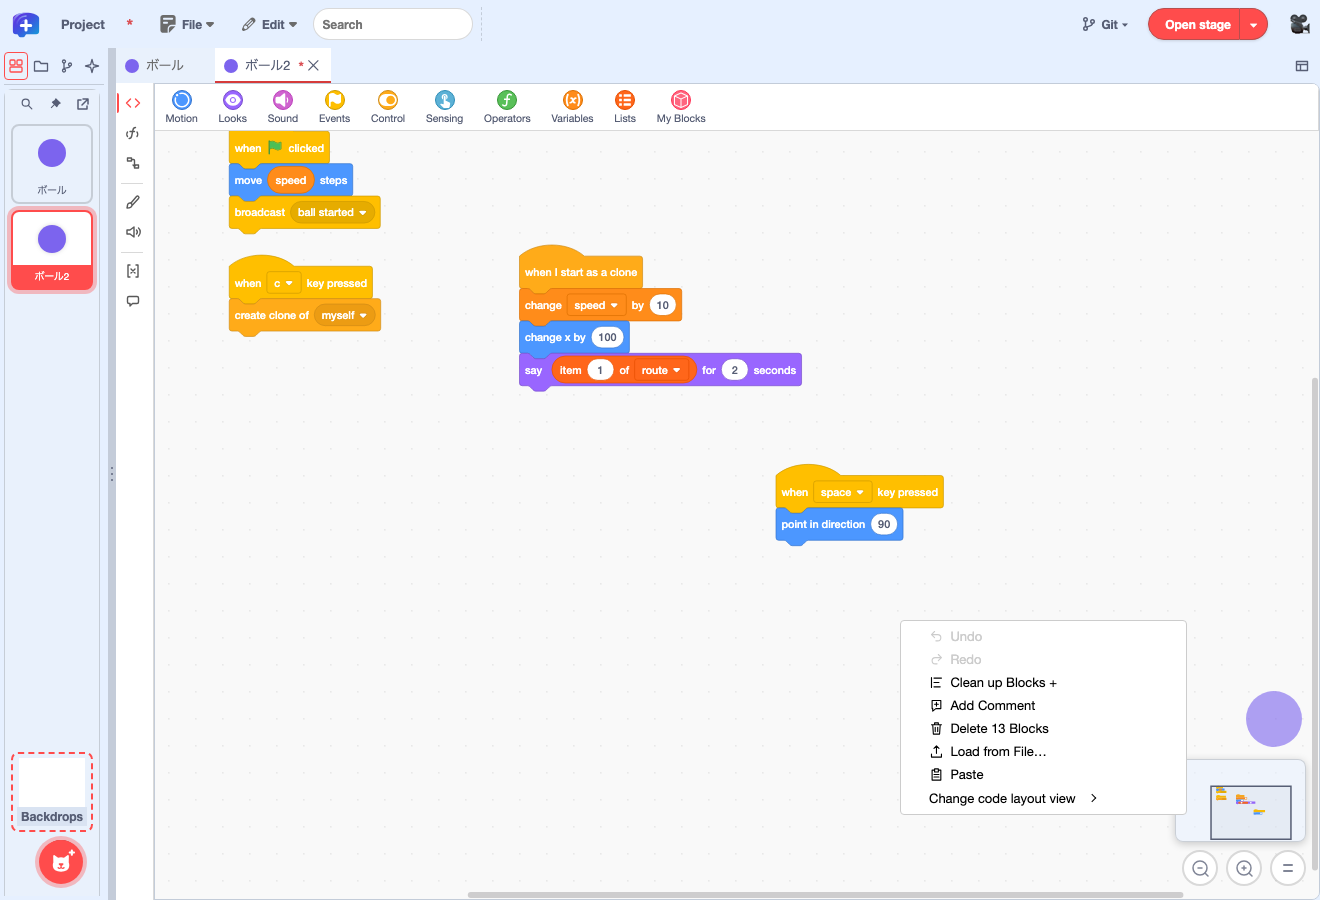 Project * File Edit Search Git Open stage
ボール ボール2 *
Motion Looks Sound Events Control Sensing Operators Variables Lists My Blocks
when clicked
move speed steps
broadcast ball started
when c key pressed
create clone of myself
when I start as a clone
change speed by 10
change x by 100
say item 1 of route for 2 seconds
when space key pressed
point in direction 90
ボール
ボール2
Backdrops
Undo
Redo
Clean up Blocks +
Add Comment
Delete 13 Blocks
Load from File...
Paste
Change code layout view